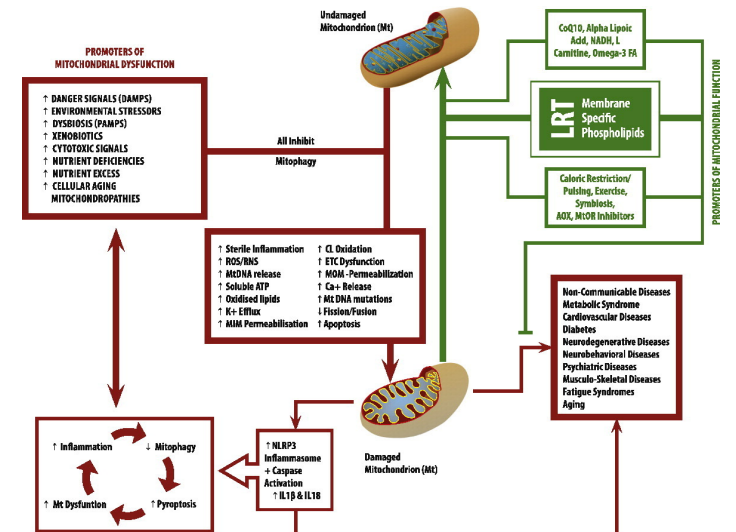 Undamaged
Mitochondrion (Mt)
PROMOTERS OF
MITOCHONDRIAL DYSFUNCTION
↑ DANGER SIGNALS (DAMPS)
↑ ENVIRONMENTAL STRESSORS
↑ DYSBIOSIS (PAMPS)
↑ XENOBIOTICS
↑ CYTOTOXIC SIGNALS
↑ NUTRIENT DEFICIENCIES
↑ NUTRIENT EXCESS
↑ CELLULAR AGING
MITOCHONDROPATHIES
All Inhibit
Mitophagy
CoQ10, Alpha Lipoic
Acid, NADH, L
Carnitine, Omega-3 FA
LRT
Membrane
Specific
Phospholipids
Caloric Restriction/
Pulsing, Exercise,
Symbiosis,
AOX, MtOR Inhibitors
PROMOTERS OF MITOCHONDRIAL FUNCTION
↑ Sterile Inflammation
↑ ROS/RNS
↑ MtDNA release
↑ Soluble ATP
↑ Oxidised lipids
↑ K+ Efflux
↑ MIM Permeabilisation
↑ CL Oxidation
↑ ETC Dysfunction
↑ MOM -Permeabilization
↑ Ca+ Release
↑ Mt DNA mutations
↓ Fission/Fusion
↑ Apoptosis
Non-Communicable Diseases
Metabolic Syndrome
Cardiovascular Diseases
Diabetes
Neurodegenerative Diseases
Neurobehavioral Diseases
Psychiatric Diseases
Musculo-Skeletal Diseases
Fatigue Syndromes
Aging
Damaged
Mitochondrion (Mt)
↑ NLRP3
Inflammasome
+ Caspase
Activation
↑ IL1β & IL18
↑ Inflammation
↓ Mitophagy
↑ Mt Dysfuntion
↑ Pyroptosis